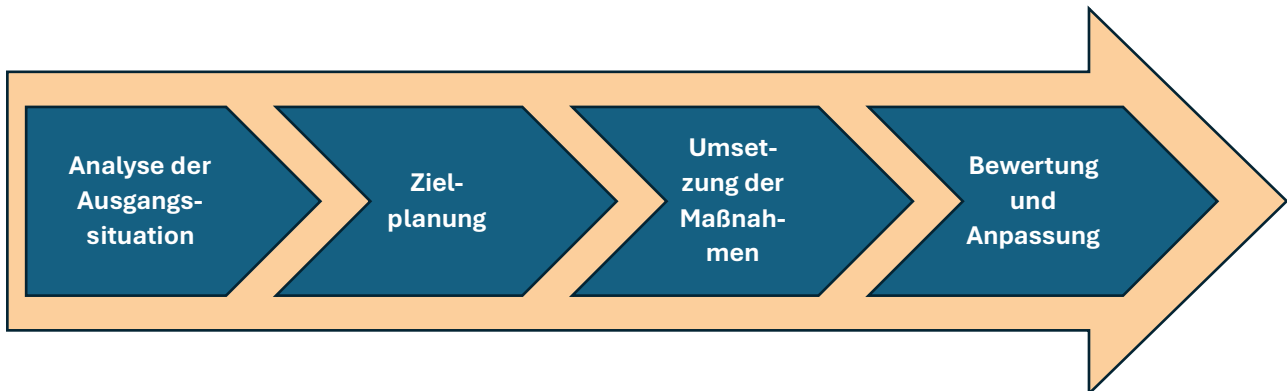 Analyse der
Ausgangs-
situation
Ziel-
planung
Umset-
zung der
Maßnah-
men
Bewertung
und
Anpassung